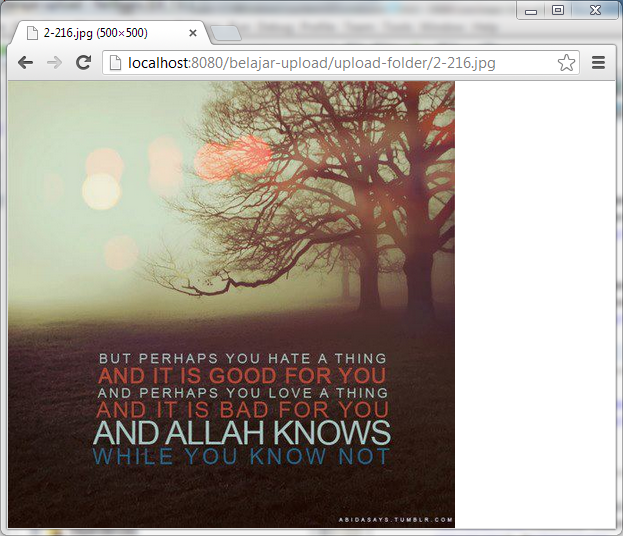 2-216.jpg (500×500)
localhost:8080/belajar-upload/upload-folder/2-216.jpg
BUT PERHAPS YOU HATE A THING
AND IT IS GOOD FOR YOU
AND PERHAPS YOU LOVE A THING
AND IT IS BAD FOR YOU
AND ALLAH KNOWS
WHILE YOU KNOW NOT
ABIDASAYS.TUMBLR.COM